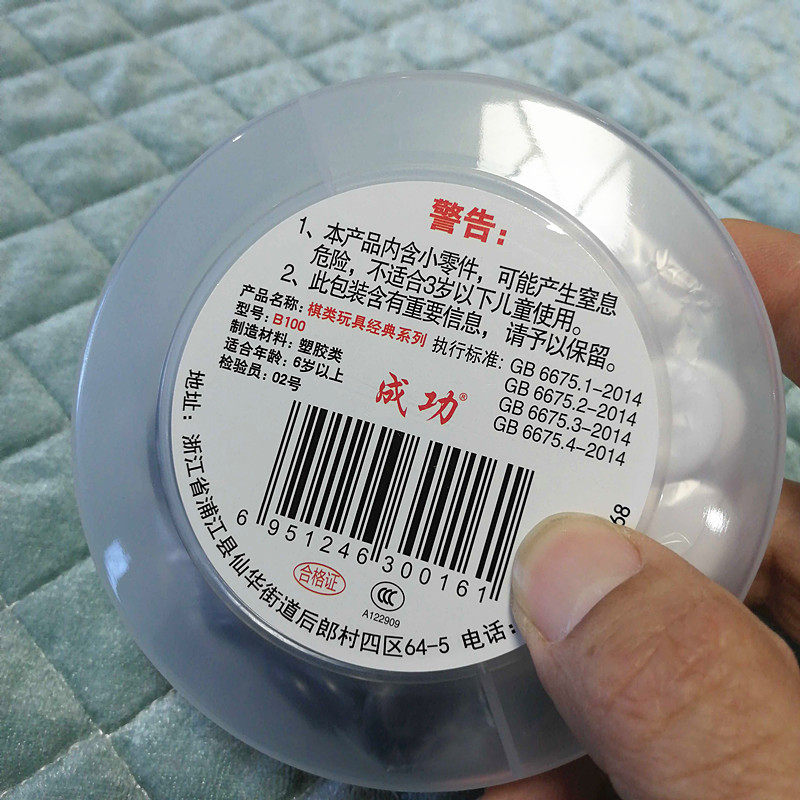 警告:
1、本产品内含小零件，可能产生窒息
危险，不适合3岁以下儿童使用。
2、此包装含有重要信息，请予以保留。
产品名称: 棋类玩具经典系列
型号: B100
制造材料: 塑胶类
适合年龄: 6岁以上
检验员: 02号
执行标准: GB 6675.1-2014
GB 6675.2-2014
GB 6675.3-2014
GB 6675.4-2014
成功®
6 951246 300161
合格证
CCC
A122909
地址: 浙江省浦江县仙华街道后郎村四区64-5 电话:
68